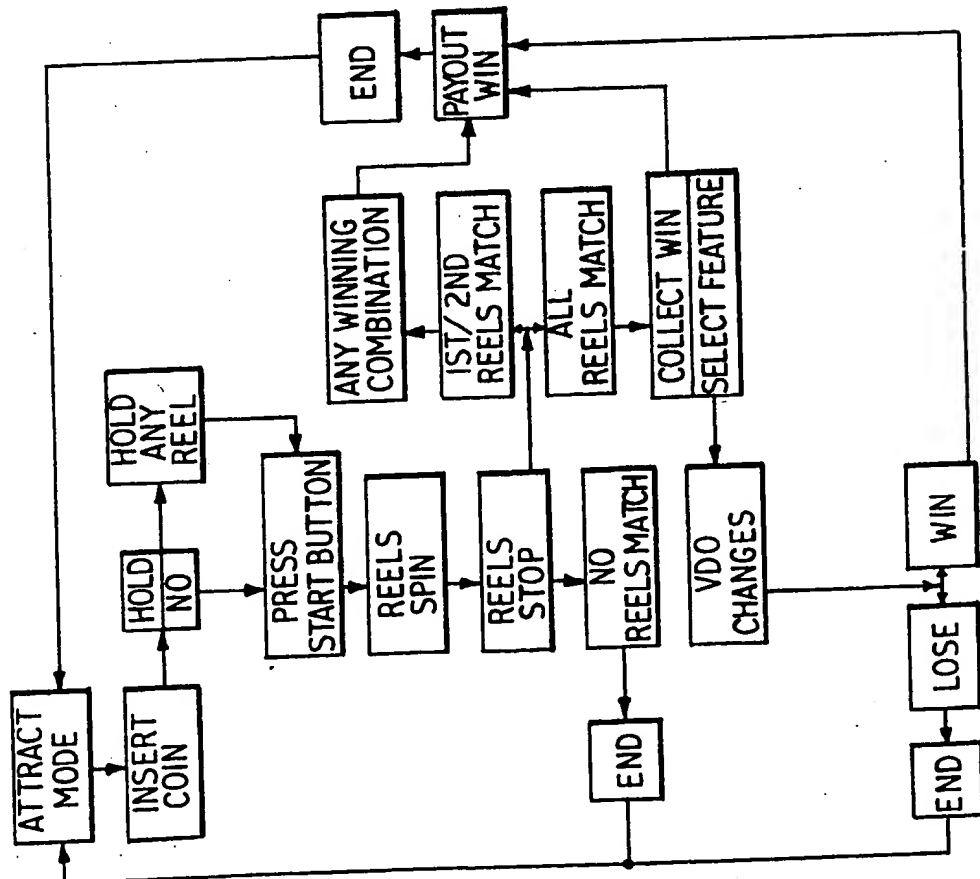 ATTRACT
MODE
INSERT
COIN
HOLD
NO
HOLD
ANY
REEL
PRESS
START BUTTON
REELS
SPIN
REELS
STOP
NO
REELS MATCH
END
ANY WINNING
COMBINATION
1ST/2ND
REELS MATCH
ALL
REELS MATCH
COLLECT WIN
SELECT FEATURE
PAYOUT
WIN
END
VDO
CHANGES
WIN
LOSE
END